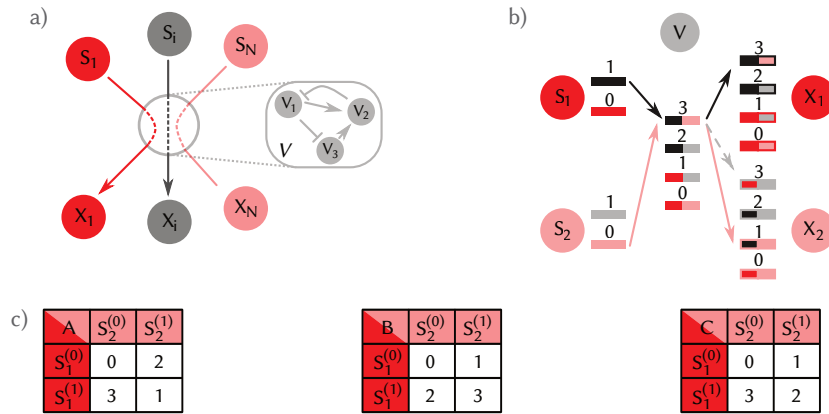 a)
S₁
Sᵢ
S_N
V₁
V₂
V₃
V
X₁
Xᵢ
X_N
b)
V
S₁
1
0
S₂
1
0
3
2
1
0
3
2
1
0
X₁
3
2
1
0
X₂
c)
A S₂⁽⁰⁾ S₂⁽¹⁾
S₁⁽⁰⁾ 0 2
S₁⁽¹⁾ 3 1
B S₂⁽⁰⁾ S₂⁽¹⁾
S₁⁽⁰⁾ 0 1
S₁⁽¹⁾ 2 3
C S₂⁽⁰⁾ S₂⁽¹⁾
S₁⁽⁰⁾ 0 1
S₁⁽¹⁾ 3 2